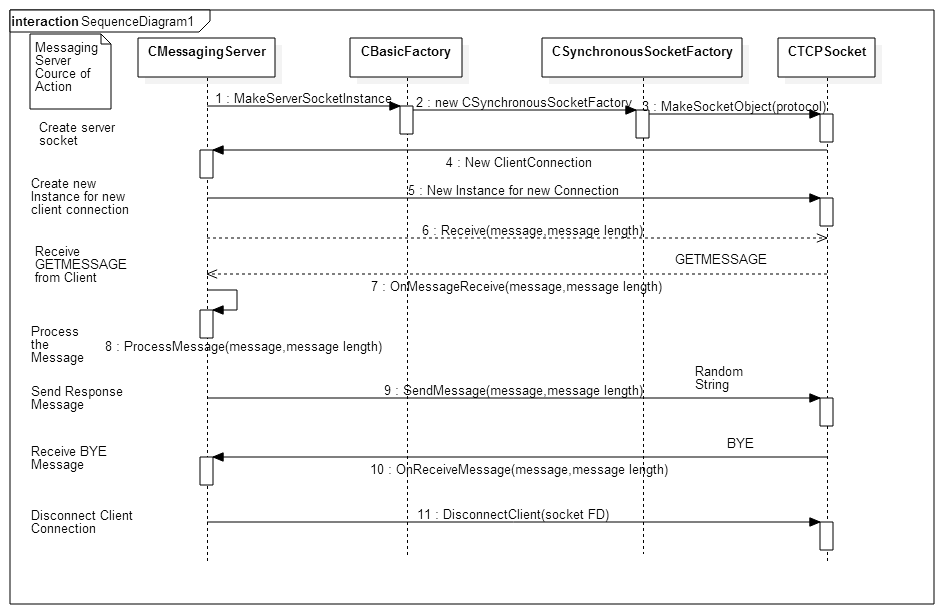 interaction SequenceDiagram1
Messaging
Server
Cource of
Action
CMessagingServer
CBasicFactory
CSynchronousSocketFactory
CTCPSocket
1 : MakeServerSocketInstance
2 : new CSynchronousSocketFactory
3 : MakeSocketObject(protocol)
Create server
socket
4 : New ClientConnection
Create new
Instance for new
client connection
5 : New Instance for new Connection
6 : Receive(message,message length)
Receive
GETMESSAGE
from Client
GETMESSAGE
7 : OnMessageReceive(message,message length)
Process
the
Message
8 : ProcessMessage(message,message length)
Random
String
Send Response
Message
9 : SendMessage(message,message length)
BYE
Receive BYE
Message
10 : OnReceiveMessage(message,message length)
Disconnect Client
Connection
11 : DisconnectClient(socket FD)